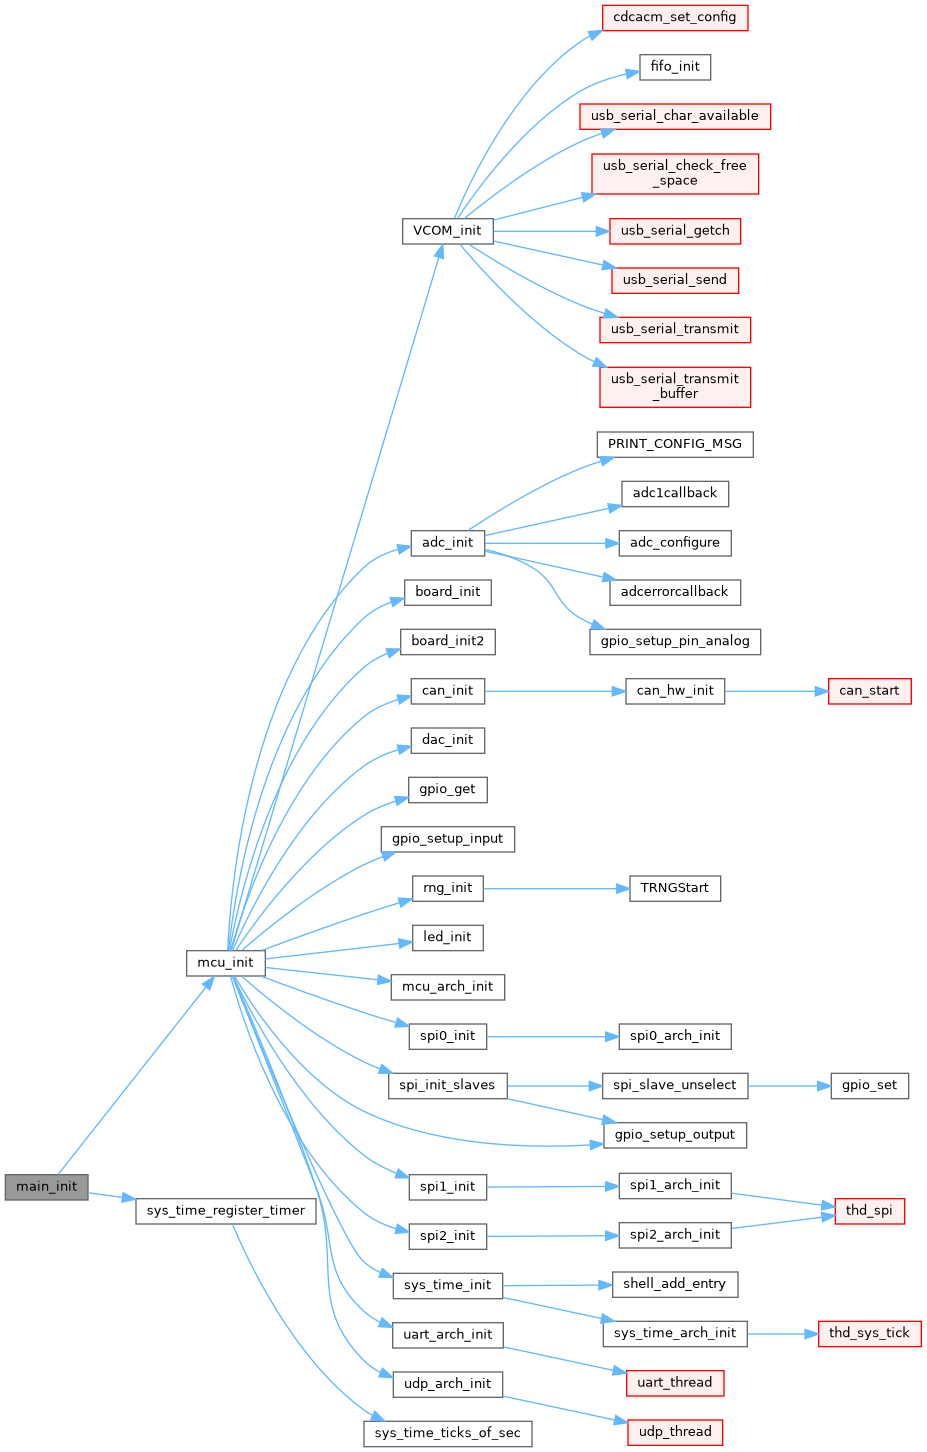 cdcacm_set_config
fifo_init
usb_serial_char_available
usb_serial_check_free
_space
VCOM_init
usb_serial_getch
usb_serial_send
usb_serial_transmit
usb_serial_transmit
_buffer
PRINT_CONFIG_MSG
adc1callback
adc_init
adc_configure
board_init
adcerrorcallback
board_init2
gpio_setup_pin_analog
can_init
can_hw_init
can_start
dac_init
gpio_get
gpio_setup_input
rng_init
TRNGStart
led_init
mcu_init
mcu_arch_init
spi0_init
spi0_arch_init
spi_init_slaves
spi_slave_unselect
gpio_set
gpio_setup_output
main_init
spi1_init
spi1_arch_init
sys_time_register_timer
thd_spi
spi2_init
spi2_arch_init
sys_time_init
shell_add_entry
uart_arch_init
sys_time_arch_init
thd_sys_tick
udp_arch_init
uart_thread
sys_time_ticks_of_sec
udp_thread